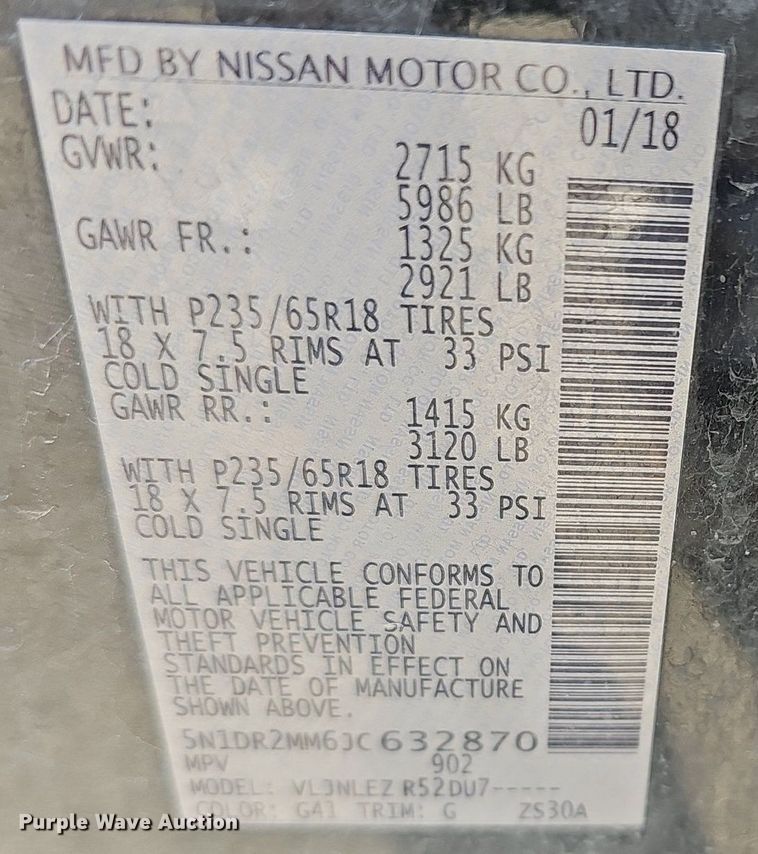 MFD BY NISSAN MOTOR CO., LTD.
DATE: 01/18
GVWR: 2715 KG
5986 LB
GAWR FR.: 1325 KG
2921 LB
WITH P235/65R18 TIRES
18 X 7.5 RIMS AT 33 PSI
COLD SINGLE
GAWR RR.: 1415 KG
3120 LB
WITH P235/65R18 TIRES
18 X 7.5 RIMS AT 33 PSI
COLD SINGLE
THIS VEHICLE CONFORMS TO
ALL APPLICABLE FEDERAL
MOTOR VEHICLE SAFETY AND
THEFT PREVENTION
STANDARDS IN EFFECT ON
THE DATE OF MANUFACTURE
SHOWN ABOVE.
5N1DR2MM6JC632870
MPV 902
MODEL: R52DU7-----
COLOR: G41 TRIM: G ZS30A
Purple Wave Auction